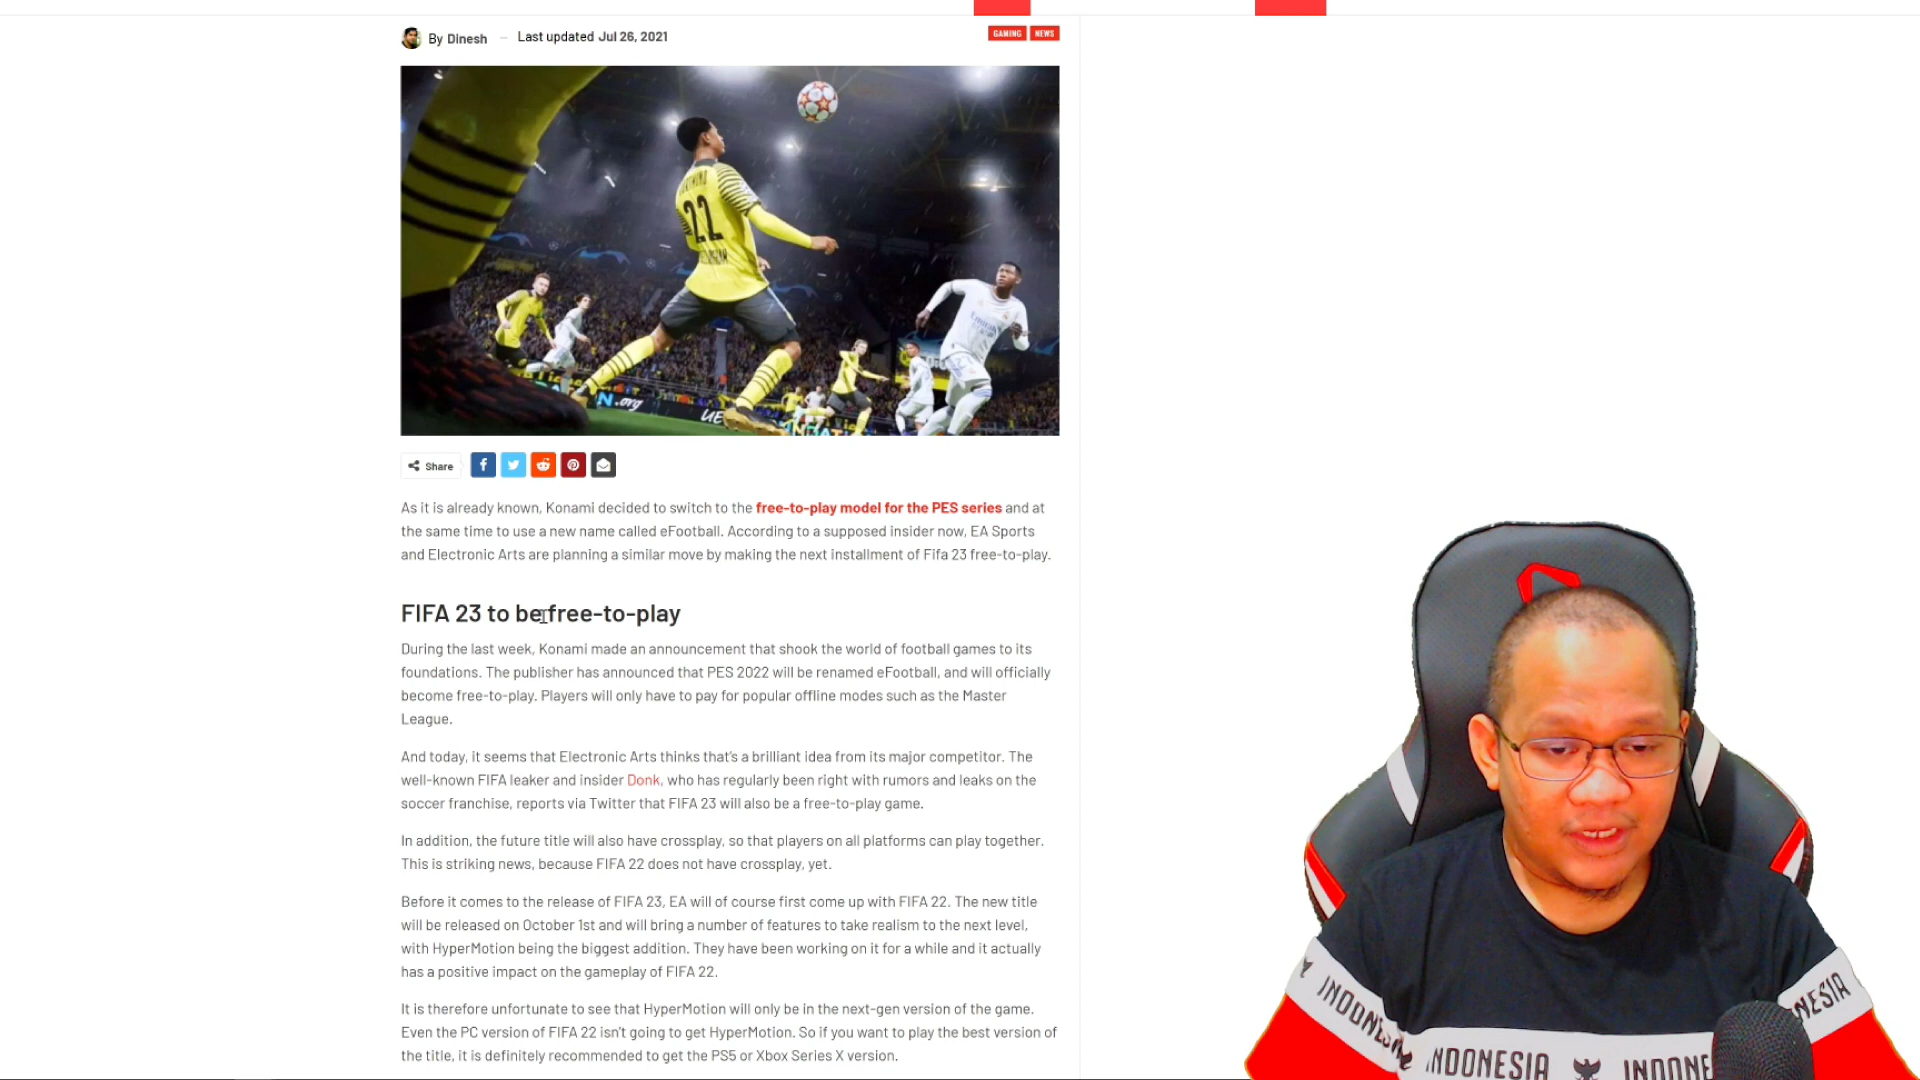 By Dinesh – Last updated Jul 26, 2021
GAMING NEWS
22
.org
Share
As it is already known, Konami decided to switch to the free-to-play model for the PES series and at
the same time to use a new name called eFootball. According to a supposed insider now, EA Sports
and Electronic Arts are planning a similar move by making the next installment of Fifa 23 free-to-play.
FIFA 23 to be free-to-play
During the last week, Konami made an announcement that shook the world of football games to its
foundations. The publisher has announced that PES 2022 will be renamed eFootball, and will officially
become free-to-play. Players will only have to pay for popular offline modes such as the Master
League.
And today, it seems that Electronic Arts thinks that's a brilliant idea from its major competitor. The
well-known FIFA leaker and insider Donk, who has regularly been right with rumors and leaks on the
soccer franchise, reports via Twitter that FIFA 23 will also be a free-to-play game.
In addition, the future title will also have crossplay, so that players on all platforms can play together.
This is striking news, because FIFA 22 does not have crossplay, yet.
Before it comes to the release of FIFA 23, EA will of course first come up with FIFA 22. The new title
will be released on October 1st and will bring a number of features to take realism to the next level,
with HyperMotion being the biggest addition. They have been working on it for a while and it actually
has a positive impact on the gameplay of FIFA 22.
It is therefore unfortunate to see that HyperMotion will only be in the next-gen version of the game.
Even the PC version of FIFA 22 isn't going to get HyperMotion. So if you want to play the best version of
the title, it is definitely recommended to get the PS5 or Xbox Series X version.
INDONESIA
NESIA
INDONESIA INDONE